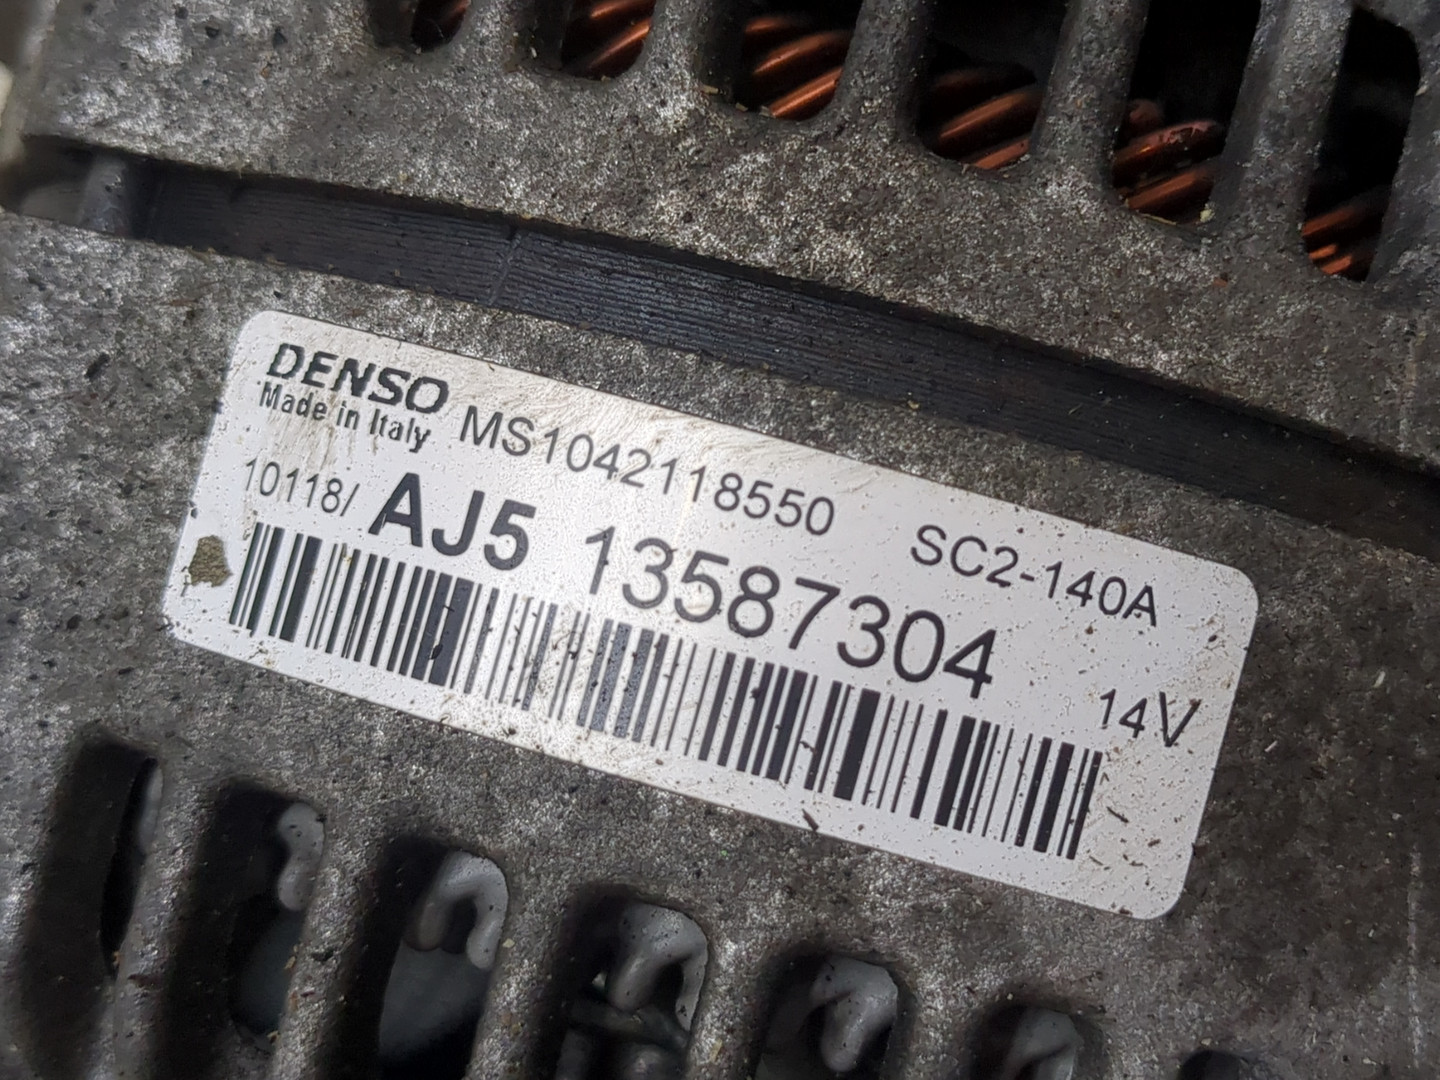 DENSO
Made in Italy
MS1042118550 SC2-140A
10118/ AJ5 13587304
14V